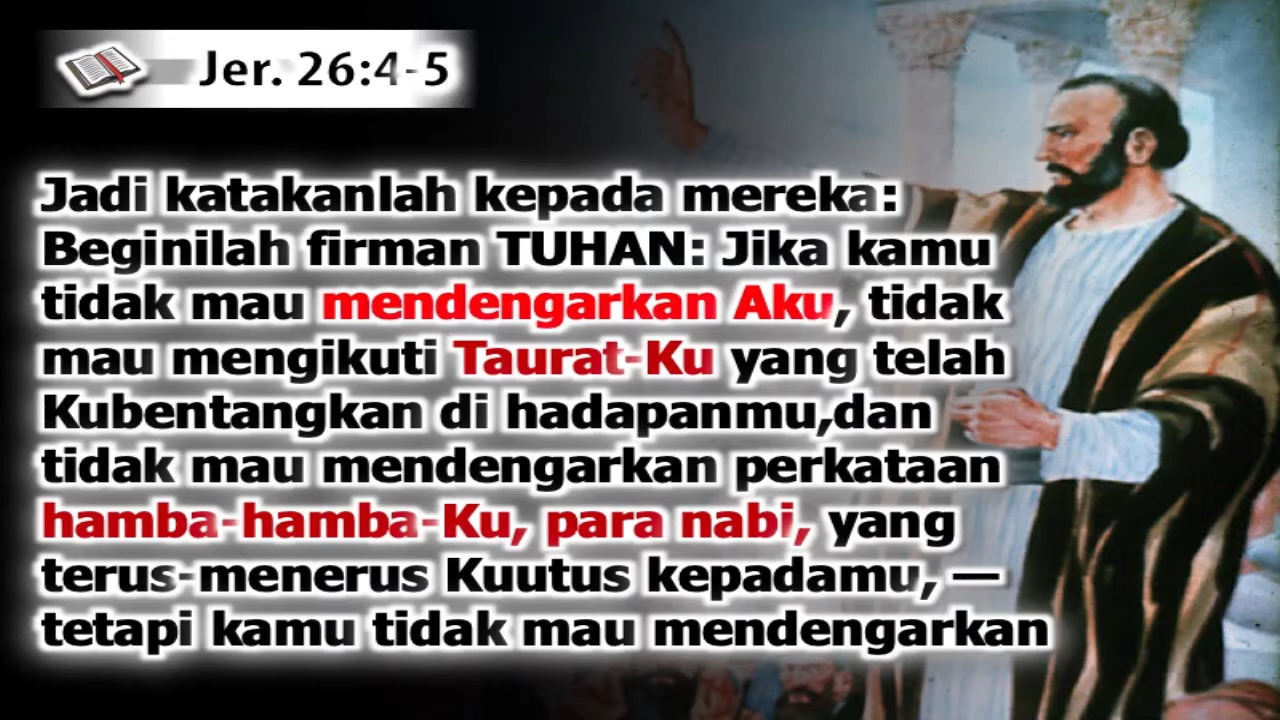 Jer. 26:4-5
Jadi katakanlah kepada mereka:
Beginilah firman TUHAN: Jika kamu
tidak mau mendengarkan Aku, tidak
mau mengikuti Taurat-Ku yang telah
Kubentangkan di hadapanmu,dan
tidak mau mendengarkan perkataan
hamba-hamba-Ku, para nabi, yang
terus-menerus Kuutus kepadamu, —
tetapi kamu tidak mau mendengarkan